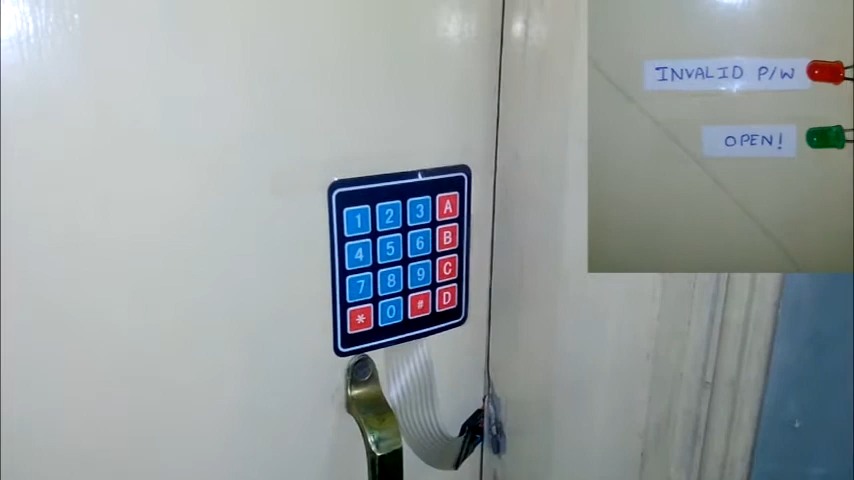 1 2 3 A
4 5 6 B
7 8 9 C
* 0 # D
INVALID P/W
OPEN!